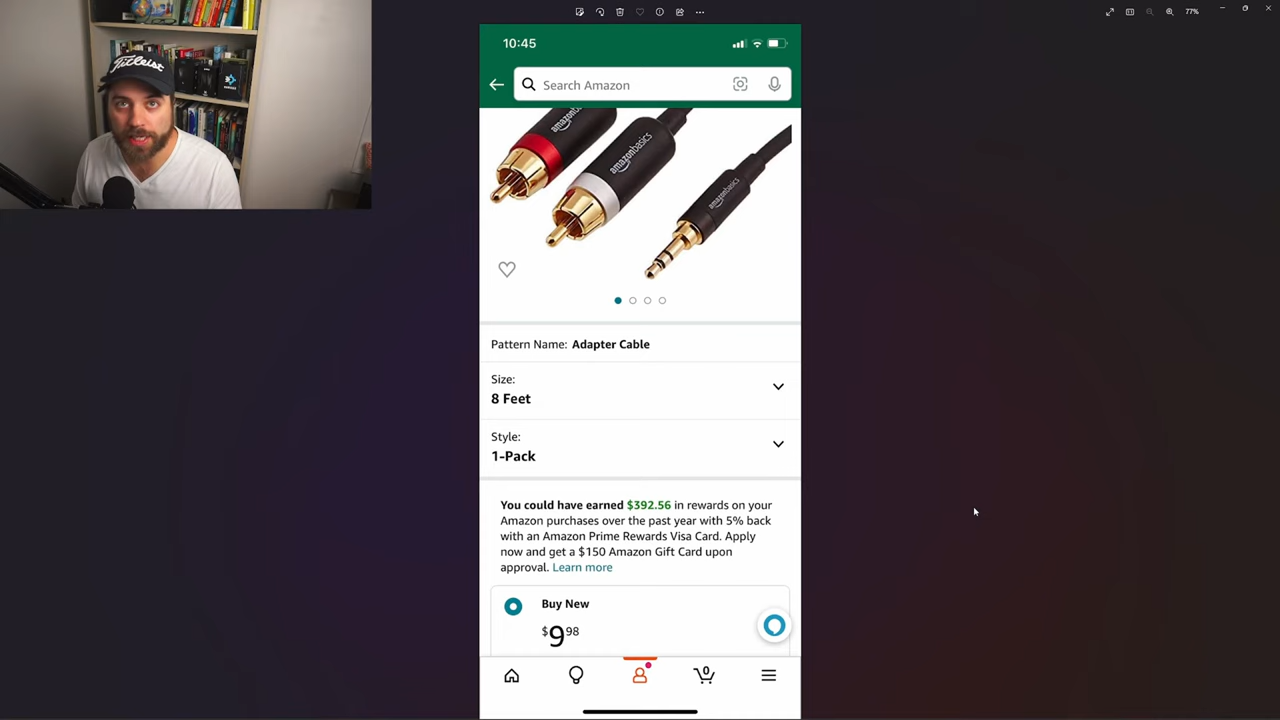 77%
Titleist
10:45
Search Amazon
amazonbasics
amazonbasics
Pattern Name: Adapter Cable
Size:
8 Feet
Style:
1-Pack
You could have earned $392.56 in rewards on your
Amazon purchases over the past year with 5% back
with an Amazon Prime Rewards Visa Card. Apply
now and get a $150 Amazon Gift Card upon
approval. Learn more
Buy New
$9 98
0